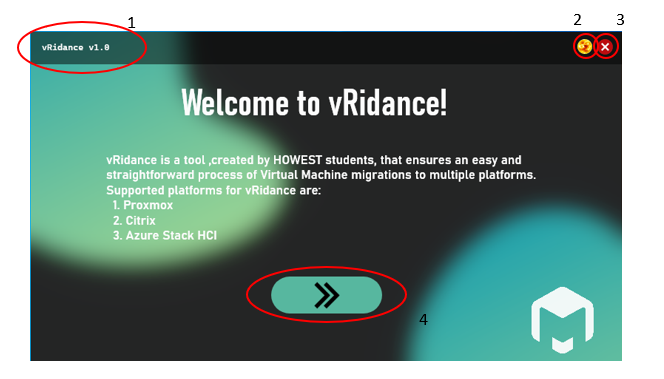 1
2
3
vRidance v1.0
Welcome to vRidance!
vRidance is a tool ,created by HOWEST students, that ensures an easy and
straightforward process of Virtual Machine migrations to multiple platforms.
Supported platforms for vRidance are:
1. Proxmox
2. Citrix
3. Azure Stack HCI
4